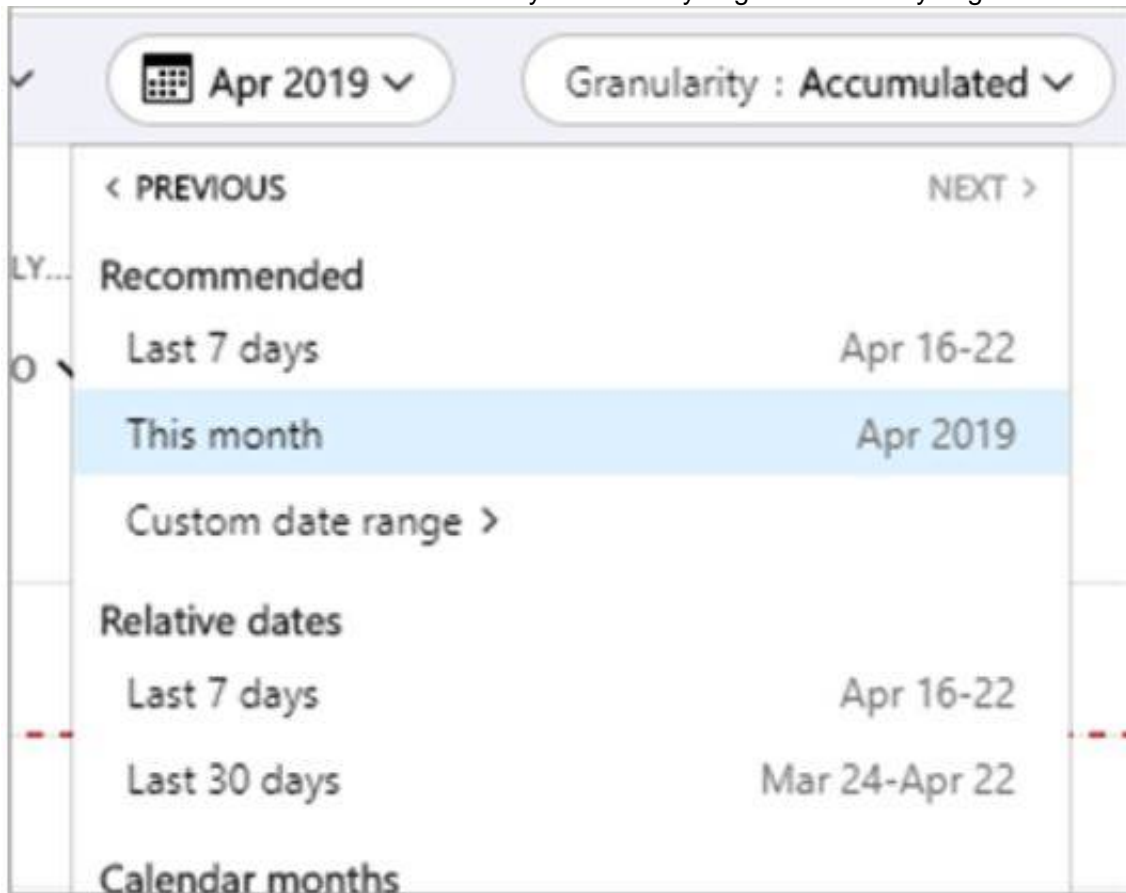 Apr 2019
Granularity : Accumulated
< PREVIOUS NEXT >
LY...
Recommended
Last 7 days Apr 16-22
O
This month Apr 2019
Custom date range >
Relative dates
Last 7 days Apr 16-22
Last 30 days Mar 24-Apr 22
Calendar months